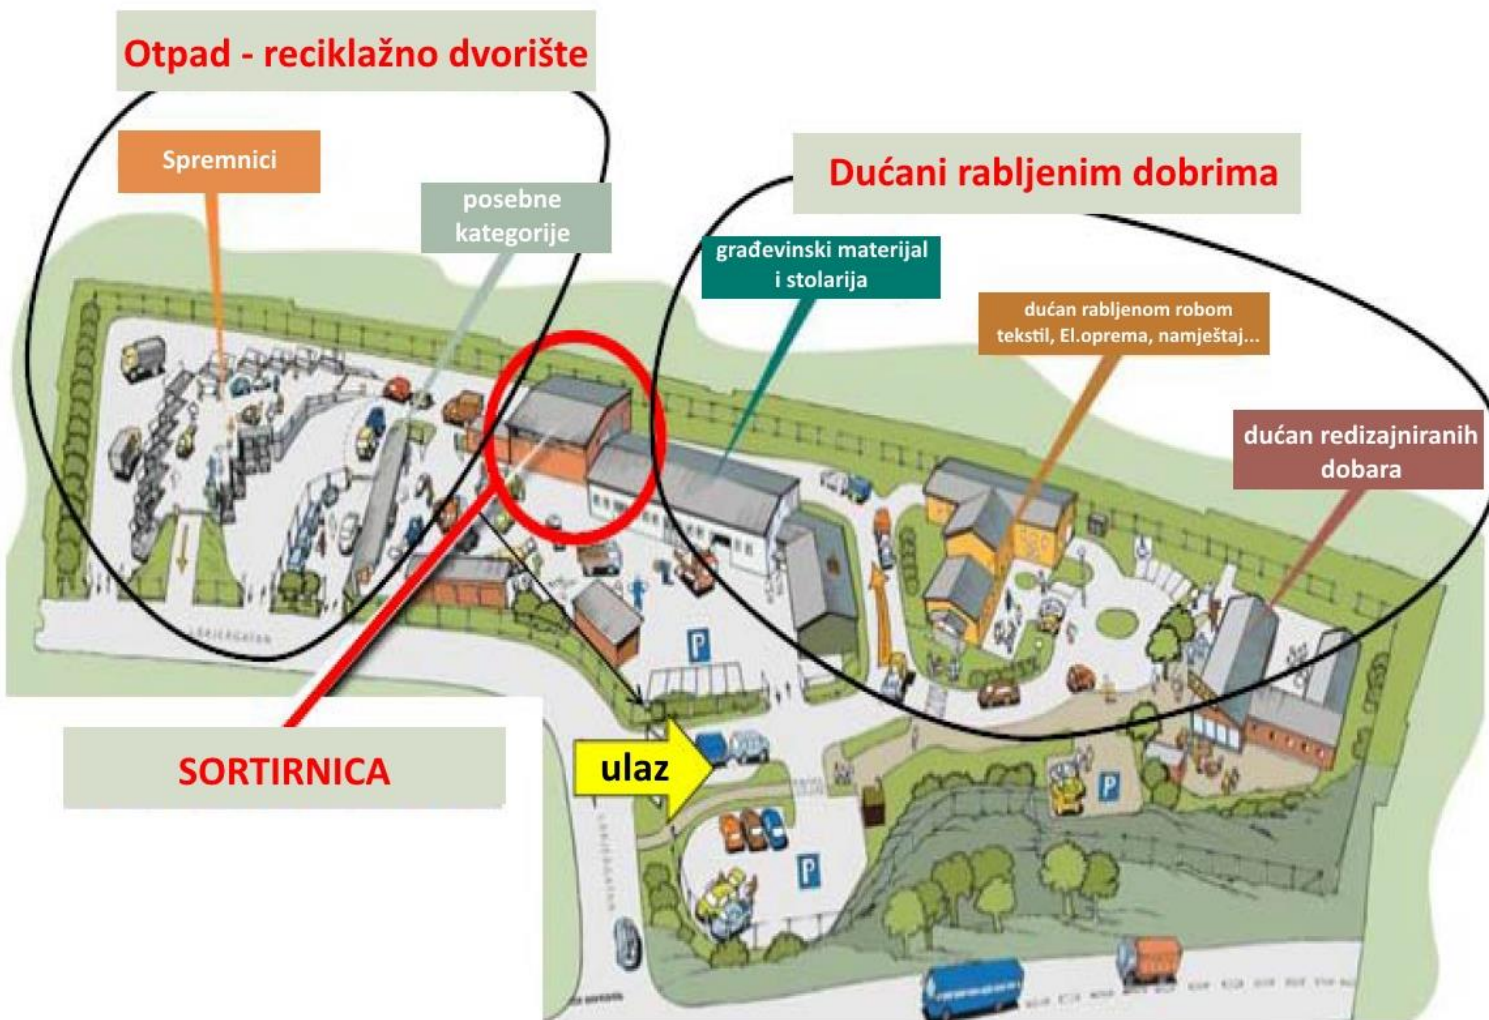 Otpad - reciklažno dvorište
Spremnici
posebne
kategorije
Dućani rabljenim dobrima
građevinski materijal
i stolarija
dućan rabljenom robom
tekstil, El.oprema, namještaj...
dućan redizajniranih
dobara
SORTIRNICA
ulaz
P
P
P